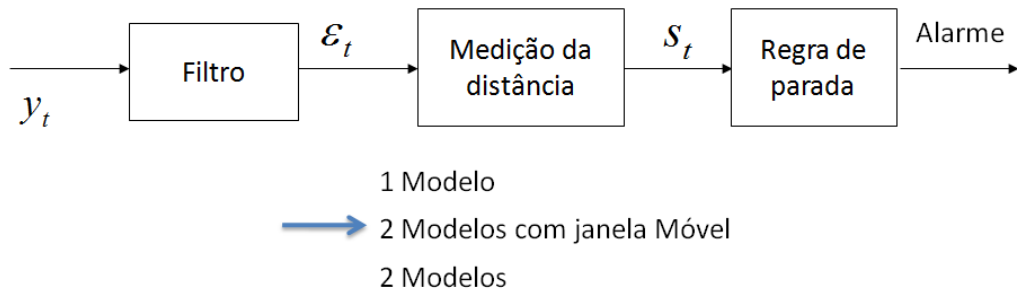 y_t
Filtro
ε_t
Medição da
distância
s_t
Regra de
parada
Alarme
1 Modelo
2 Modelos com janela Móvel
2 Modelos